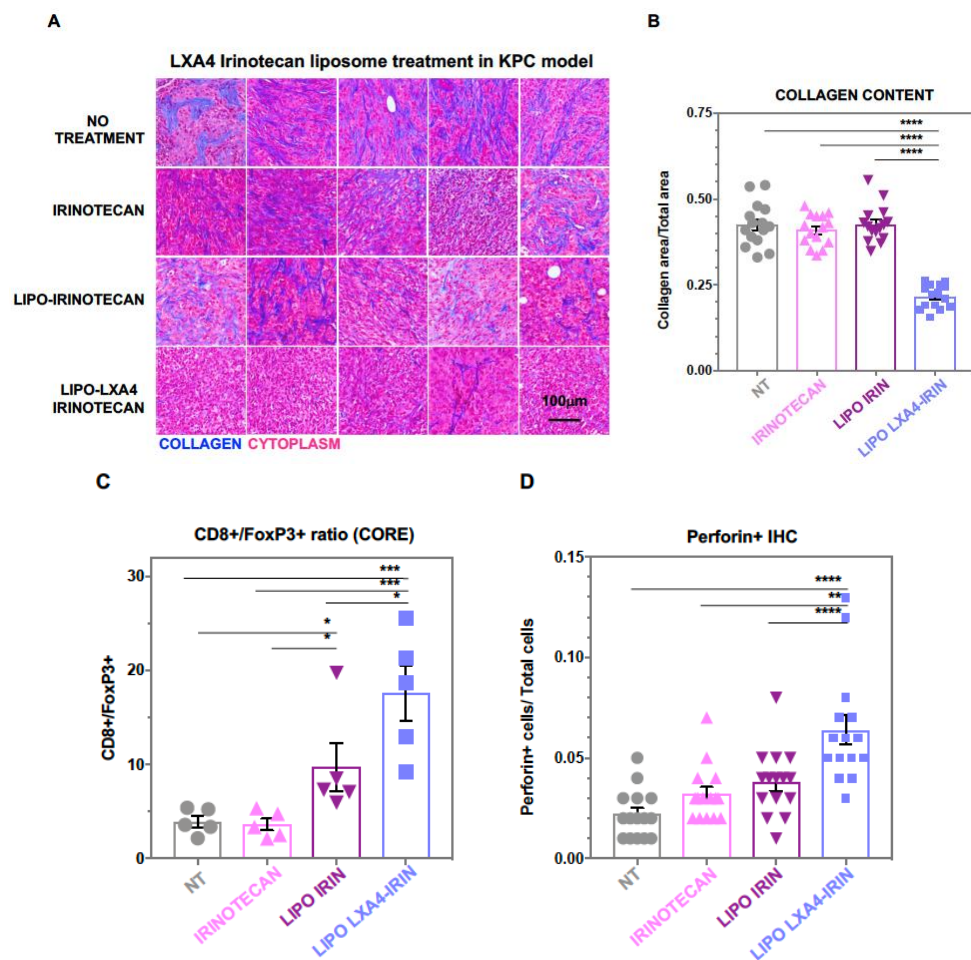 A
LXA4 Irinotecan liposome treatment in KPC model
NO
TREATMENT
IRINOTECAN
LIPO-IRINOTECAN
LIPO-LXA4
IRINOTECAN
100µm
COLLAGEN CYTOPLASM
B
COLLAGEN CONTENT
Collagen area/Total area
0.75
0.50
0.25
0.00
****
****
****
NT
IRINOTECAN
LIPO IRIN
LIPO LXA4-IRIN
C
CD8+/FoxP3+ ratio (CORE)
CD8+/FoxP3+
30
20
10
0
***
***
*
*
*
NT
IRINOTECAN
LIPO IRIN
LIPO LXA4-IRIN
D
Perforin+ IHC
Perforin+ cells/ Total cells
0.15
0.10
0.05
0.00
****
**
****
NT
IRINOTECAN
LIPO IRIN
LIPO LXA4-IRIN